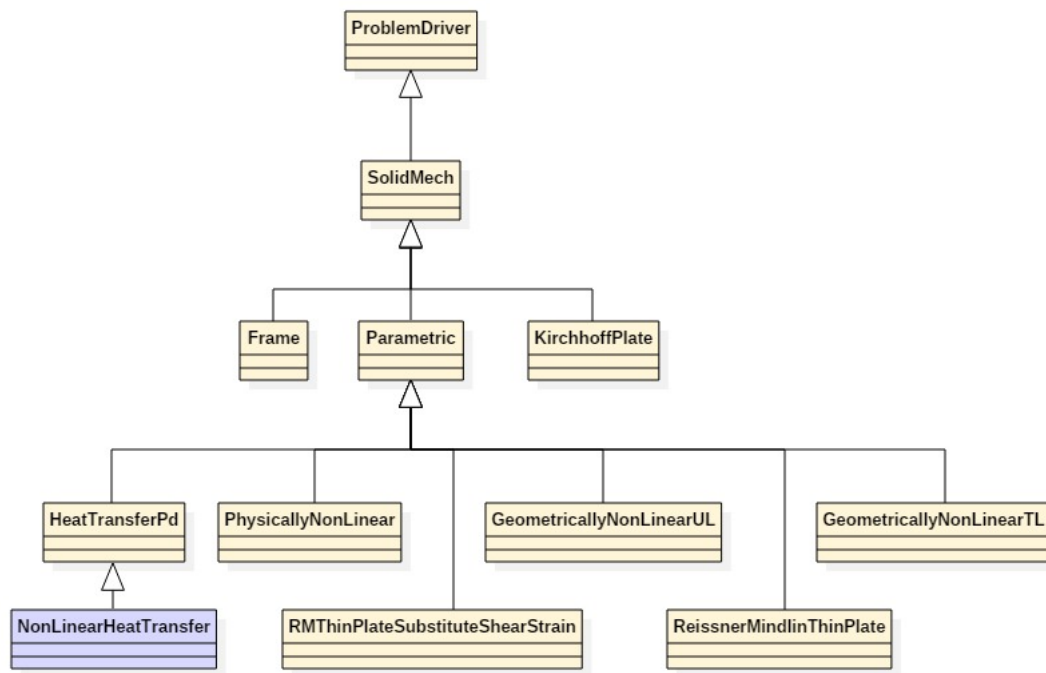 ProblemDriver
SolidMech
Frame
Parametric
KirchhoffPlate
HeatTransferPd
PhysicallyNonLinear
GeometricallyNonLinearUL
GeometricallyNonLinearTL
NonLinearHeatTransfer
RMThinPlateSubstituteShearStrain
ReissnerMindlinThinPlate